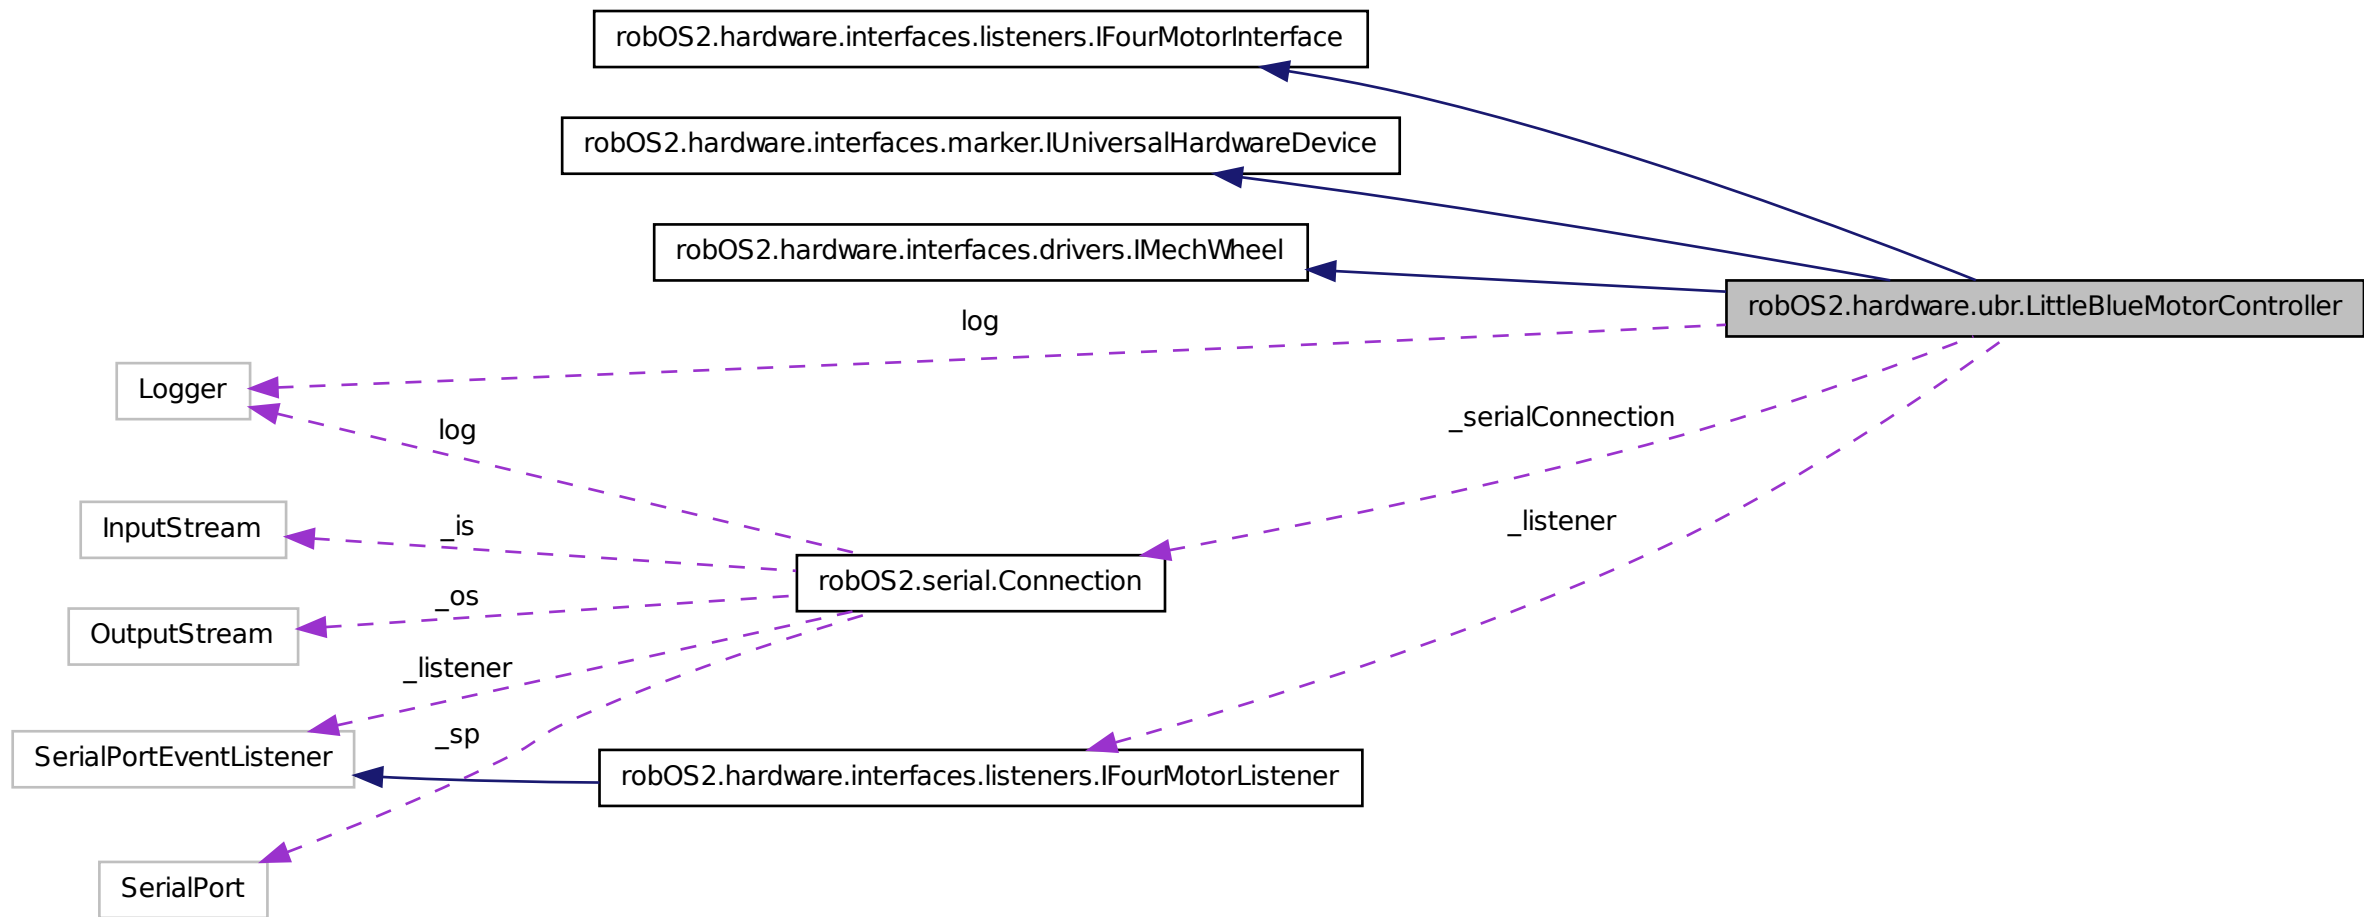 robOS2.hardware.interfaces.listeners.IFourMotorInterface
robOS2.hardware.interfaces.marker.IUniversalHardwareDevice
robOS2.hardware.interfaces.drivers.IMechWheel
robOS2.hardware.ubr.LittleBlueMotorController
log
Logger
_serialConnection
log
_listener
InputStream
_is
robOS2.serial.Connection
_os
OutputStream
_listener
_sp
SerialPortEventListener
robOS2.hardware.interfaces.listeners.IFourMotorListener
SerialPort